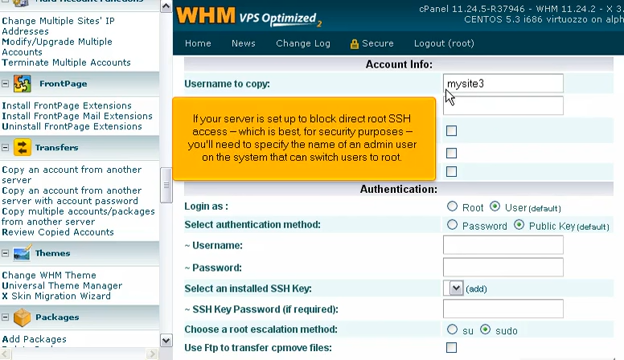 Add/Remove Account Functions
Change Multiple Sites' IP
Addresses
Modify/Upgrade Multiple
Accounts
Terminate Multiple Accounts
FrontPage
Install FrontPage Extensions
Install FrontPage Mail Extensions
Uninstall FrontPage Extensions
Transfers
Copy an account from another
server
Copy an account from another
server with account password
Copy multiple accounts/packages
from another server
Review Copied Accounts
Themes
Change WHM Theme
Universal Theme Manager
X Skin Migration Wizard
Packages
Add Packages
WHM VPS Optimized 2
cPanel 11.24.5-R37946 - WHM 11.24.2 - X 3.
CENTOS 5.3 i686 virtuozzo on alph
Home News Change Log Secure Logout (root)
Account Info:
Username to copy: mysite3
If your server is set up to block direct root SSH
access – which is best, for security purposes –
you'll need to specify the name of an admin user
on the system that can switch users to root.
Authentication:
Login as : Root User (default)
Select authentication method: Password Public Key (default)
~ Username:
~ Password:
Select an installed SSH Key: (add)
~ SSH Key Password (if required):
Choose a root escalation method: su sudo
Use Ftp to transfer cpmove files: